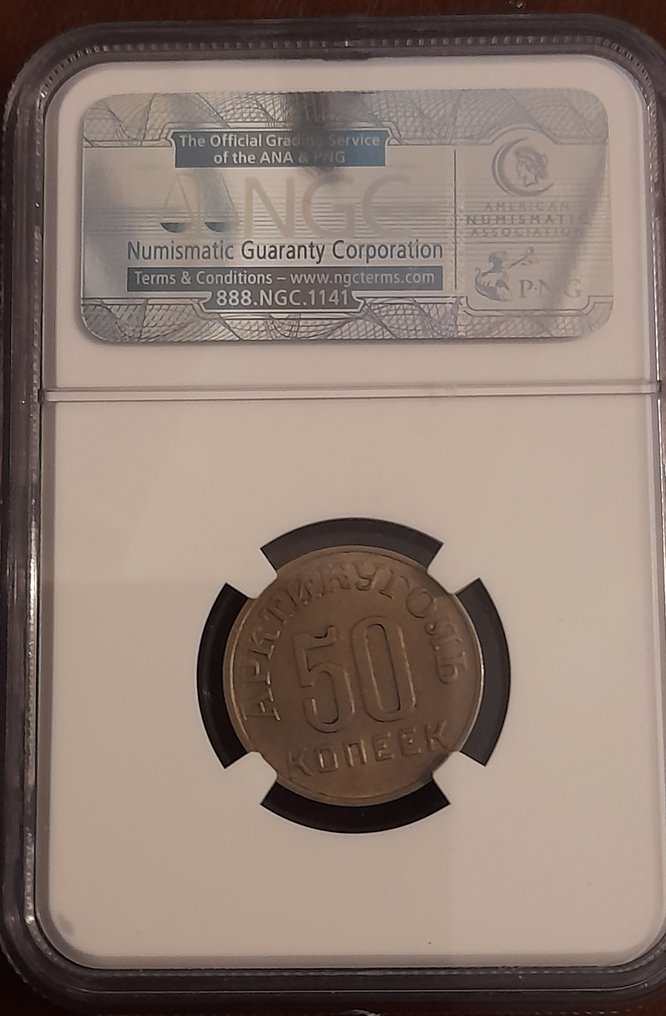 The Official Grading Service
of the ANA & PNG
NGC
Numismatic Guaranty Corporation
Terms & Conditions – www.ngcterms.com
888.NGC.1141
AMERICAN
NUMISMATIC
ASSOCIATION
PNG
АРКТИКУГОЛЬ
50
КОПЕЕК